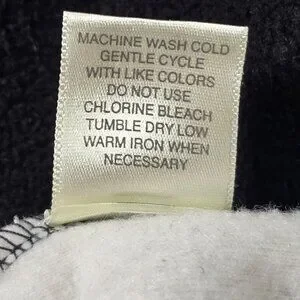 MACHINE WASH COLD
GENTLE CYCLE
WITH LIKE COLORS
DO NOT USE
CHLORINE BLEACH
TUMBLE DRY LOW
WARM IRON WHEN
NECESSARY